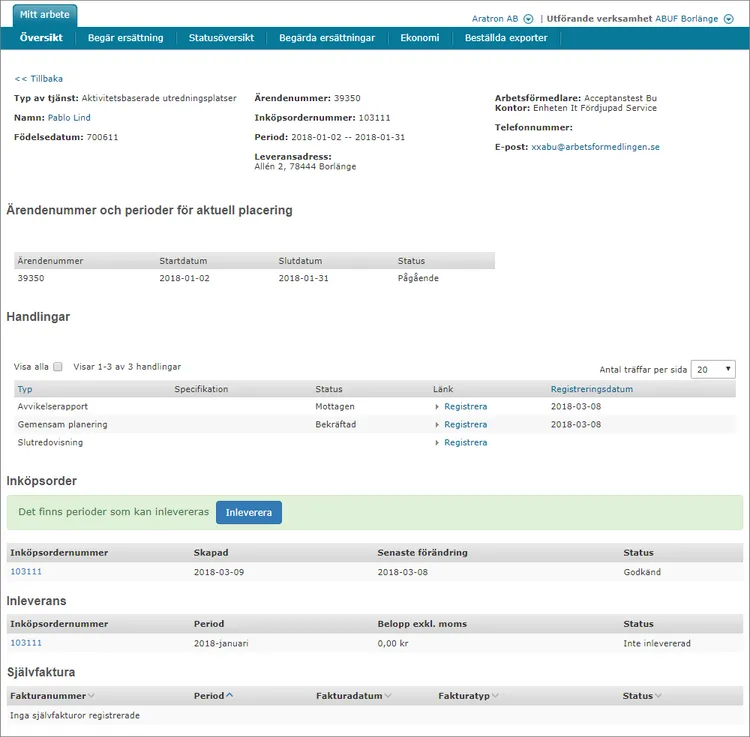 Mitt arbete
Aratron AB | Utförande verksamhet ABUF Borlänge
Översikt Begär ersättning Statusöversikt Begärda ersättningar Ekonomi Beställda exporter
<< Tillbaka
Typ av tjänst: Aktivitetsbaserade utredningsplatser
Namn: Pablo Lind
Födelsedatum: 700611
Ärendenummer: 39350
Inköpsordernummer: 103111
Period: 2018-01-02 -- 2018-01-31
Leveransadress:
Allén 2, 78444 Borlänge
Arbetsförmedlare: Acceptanstest Bu
Kontor: Enheten It Fördjupad Service
Telefonnummer:
E-post: xxabu@arbetsformedlingen.se
Ärendenummer och perioder för aktuell placering
Ärendenummer Startdatum Slutdatum Status
39350 2018-01-02 2018-01-31 Pågående
Handlingar
Visa alla Visar 1-3 av 3 handlingar
Antal träffar per sida 20
Typ Specifikation Status Länk Registreringsdatum
Avvikelserapport Mottagen Registrera 2018-03-08
Gemensam planering Bekräftad Registrera 2018-03-08
Slutredovisning Registrera
Inköpsorder
Det finns perioder som kan inlevereras Inleverera
Inköpsordernummer Skapad Senaste förändring Status
103111 2018-03-09 2018-03-08 Godkänd
Inleverans
Inköpsordernummer Period Belopp exkl. moms Status
103111 2018-januari 0,00 kr Inte inlevererad
Självfaktura
Fakturanummer Period Fakturadatum Fakturatyp Status
Inga självfakturor registrerade